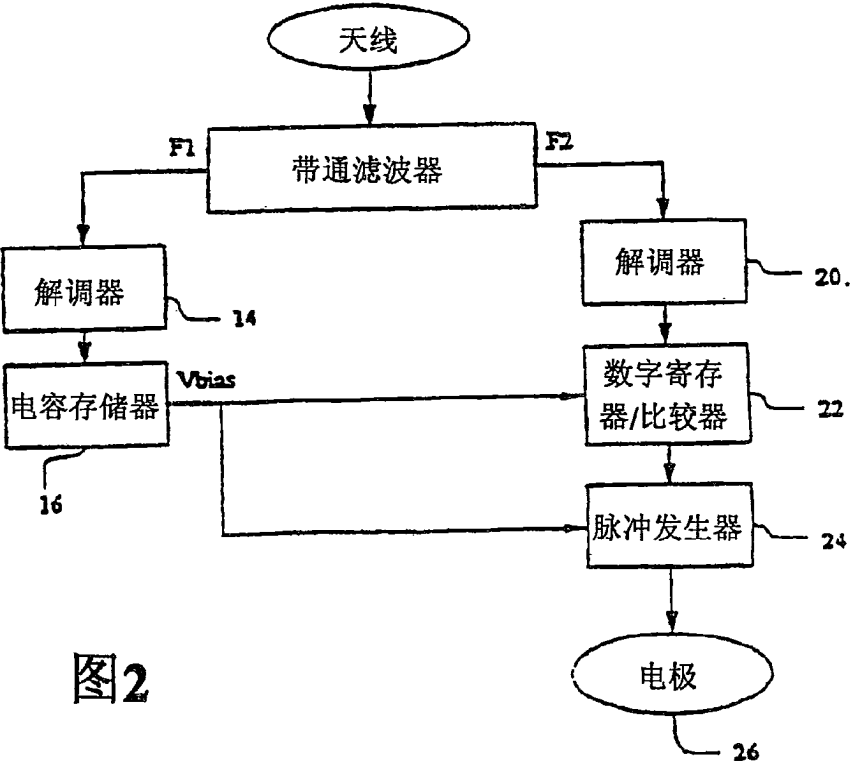 天线
F1
F2
带通滤波器
解调器
14
解调器
20.
电容存储器
16
Vbias
数字寄存
器/比较器
22
脉冲发生器
24
电极
26
图2